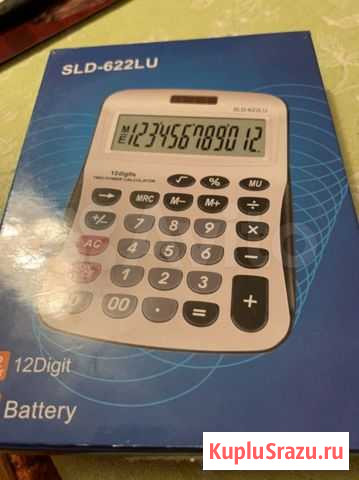 SLD-622LU
SLD-622LU
M
E
123456789012.
12digits
TWO POWER CALCULATOR
√ % MU
→ MRC M− M+ ÷
+/− 7 8 9 ×
AC 4 5 6 −
1 2 3
0 00 · = +
12Digit
Battery
KupluSrazu.ru